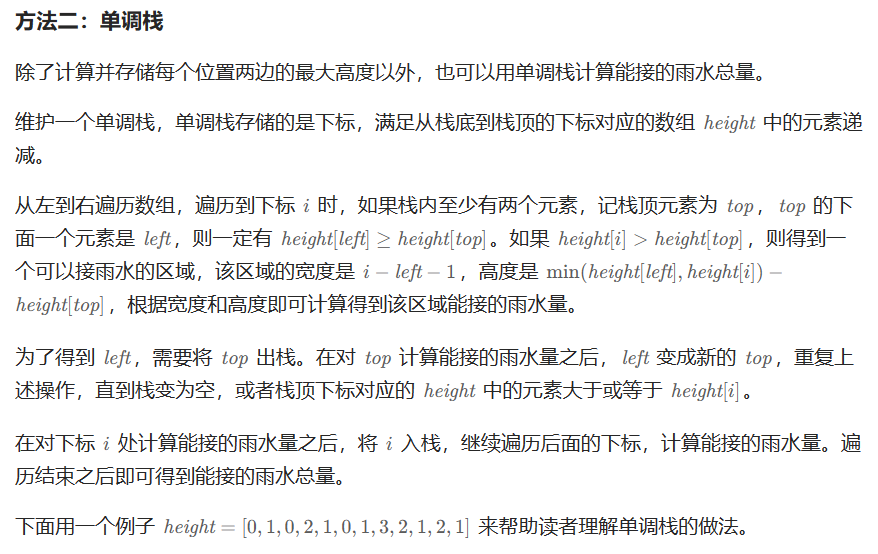 方法二：单调栈
除了计算并存储每个位置两边的最大高度以外，也可以用单调栈计算能接的雨水总量。
维护一个单调栈，单调栈存储的是下标，满足从栈底到栈顶的下标对应的数组 height 中的元素递
减。
从左到右遍历数组，遍历到下标 i 时，如果栈内至少有两个元素，记栈顶元素为 top，top 的下
面一个元素是 left，则一定有 height[left] ≥ height[top]。如果 height[i] > height[top]，则得到一
个可以接雨水的区域，该区域的宽度是 i − left − 1，高度是 min(height[left], height[i]) −
height[top]，根据宽度和高度即可计算得到该区域能接的雨水量。
为了得到 left，需要将 top 出栈。在对 top 计算能接的雨水量之后，left 变成新的 top，重复上
述操作，直到栈变为空，或者栈顶下标对应的 height 中的元素大于或等于 height[i]。
在对下标 i 处计算能接的雨水量之后，将 i 入栈，继续遍历后面的下标，计算能接的雨水量。遍
历结束之后即可得到能接的雨水总量。
下面用一个例子 height = [0, 1, 0, 2, 1, 0, 1, 3, 2, 1, 2, 1] 来帮助读者理解单调栈的做法。